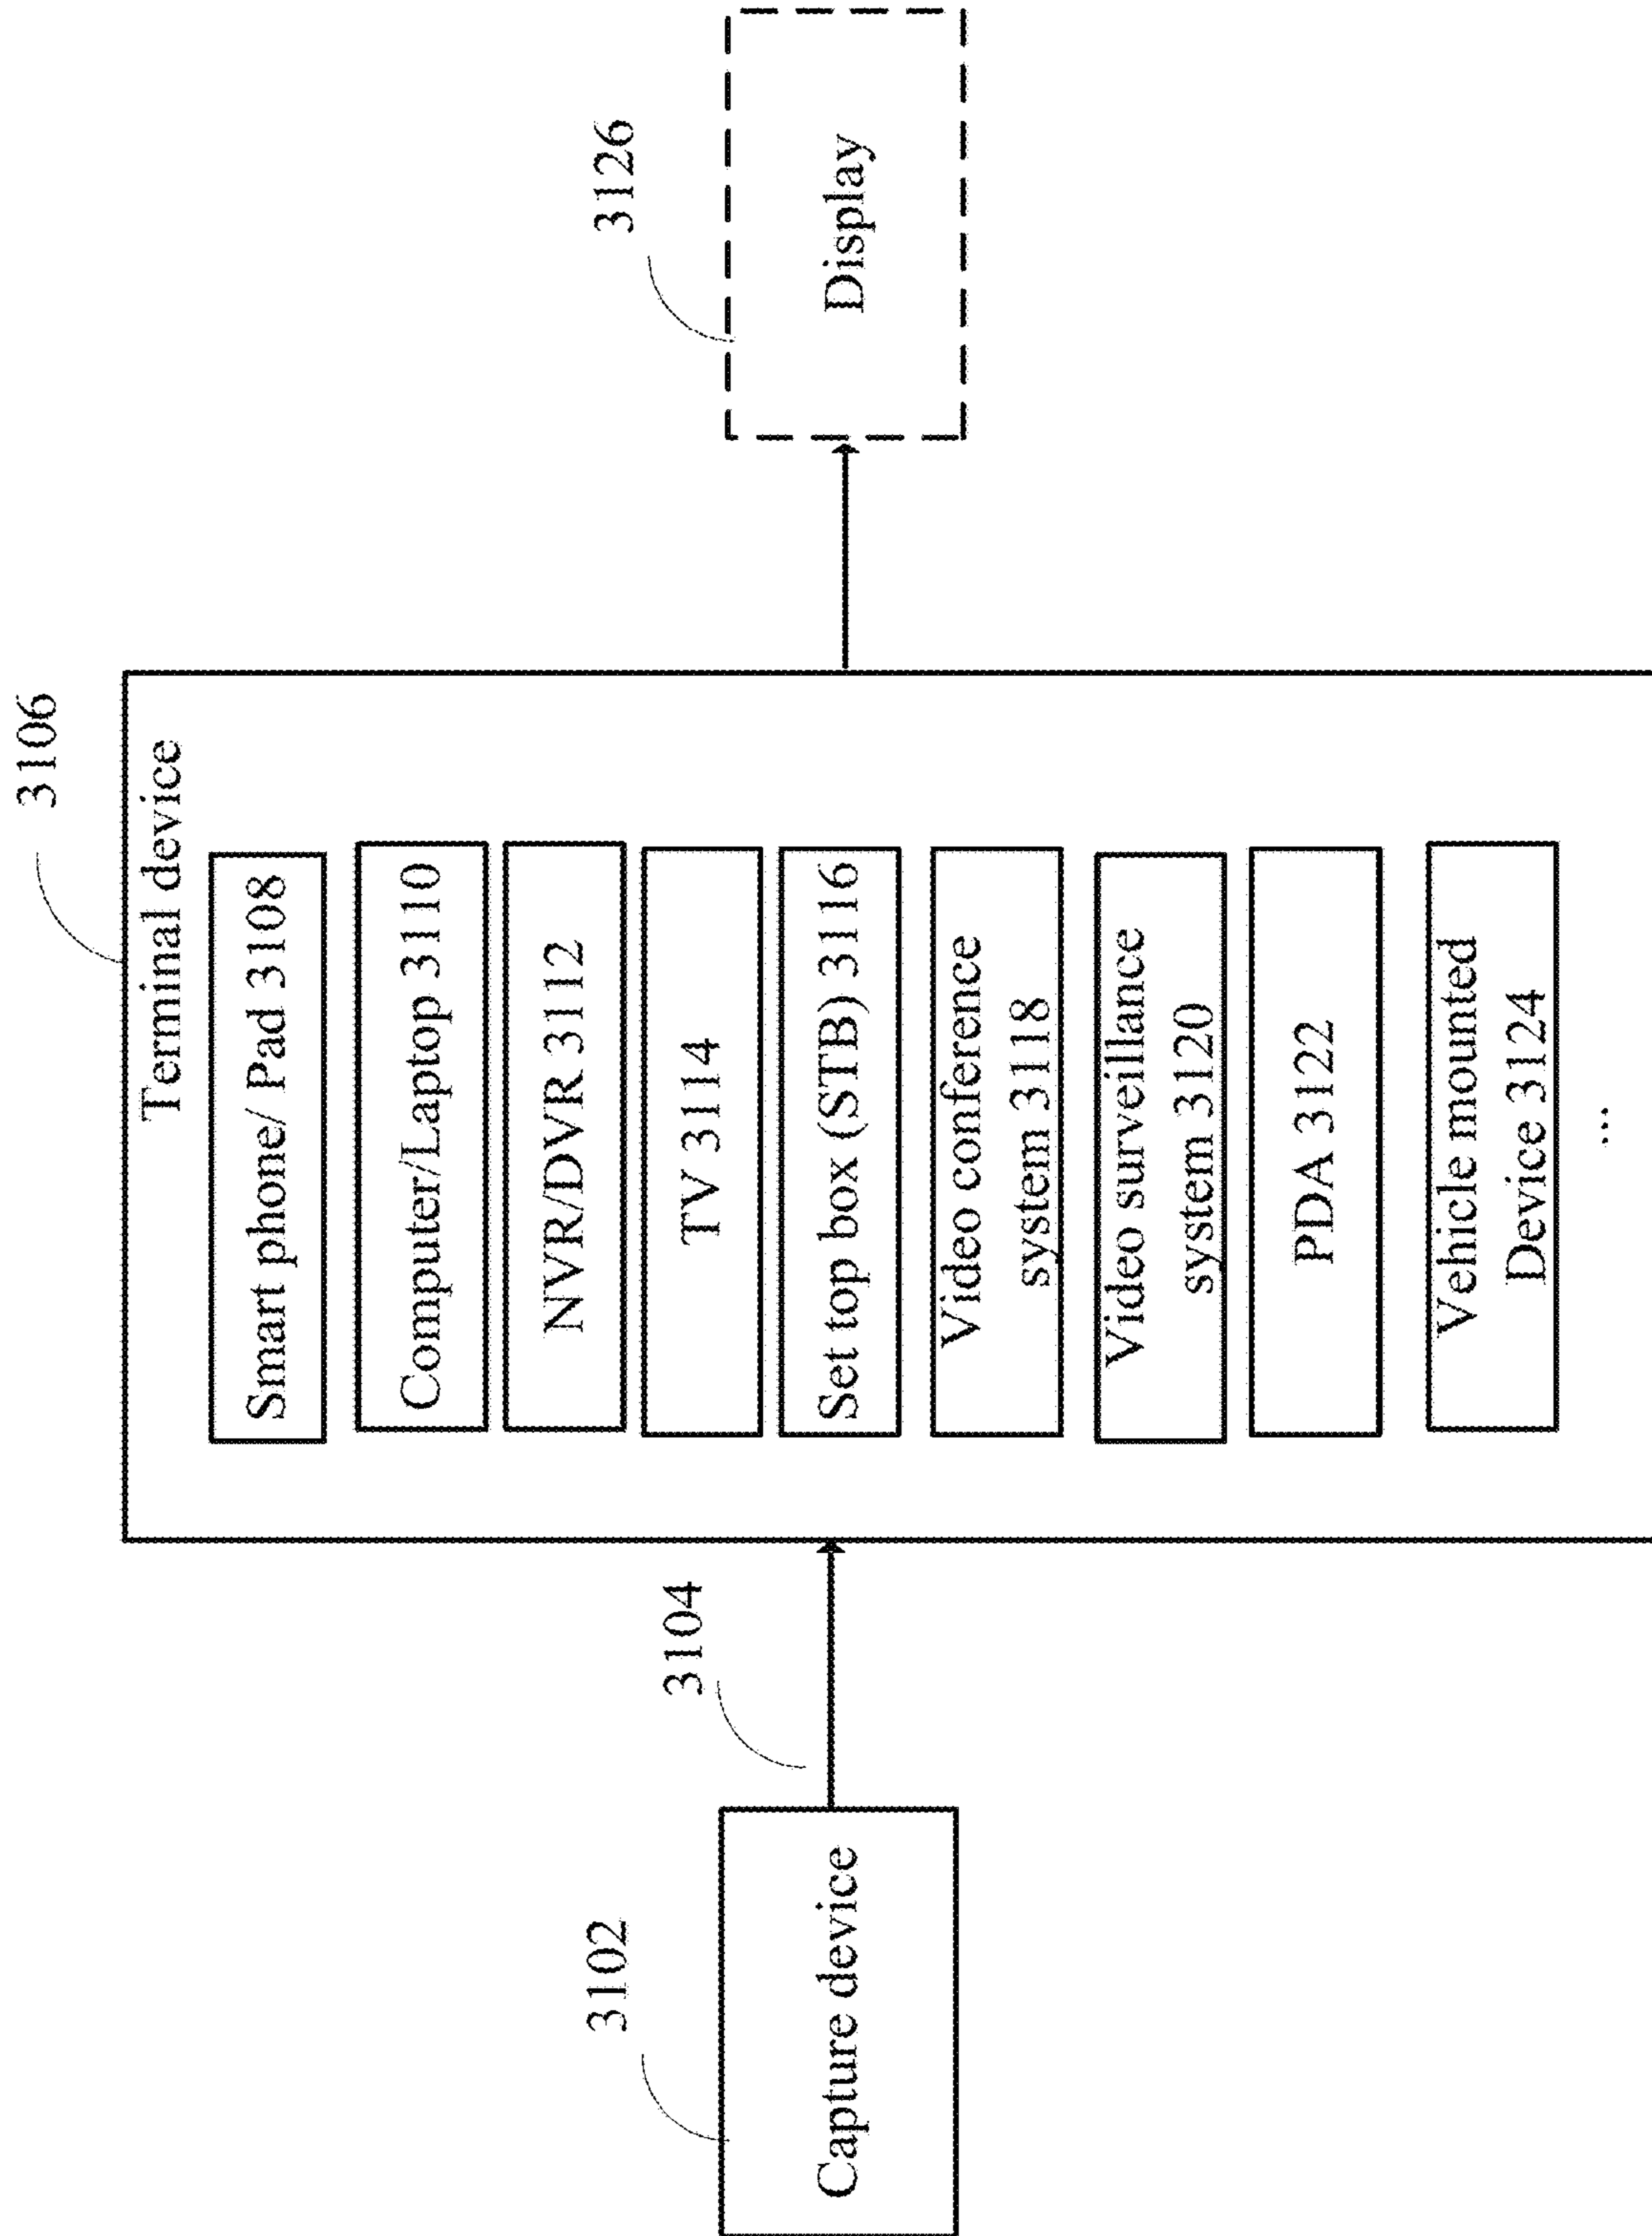 3106
Terminal device
Smart phone/ Pad 3108
Computer/Laptop 3110
NVR/DVR 3112
TV 3114
Set top box (STB) 3116
Video conference
system 3118
Video surveillance
system 3120
PDA 3122
Vehicle mounted
Device 3124
...
3102
Capture device
3104
3126
Display